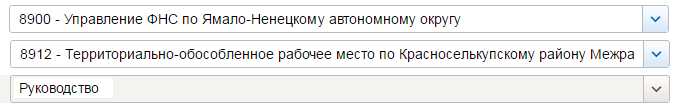 8900 - Управление ФНС по Ямало-Ненецкому автономному округу
8912 - Территориально-обособленное рабочее место по Красноселькупскому району Межра
Руководство